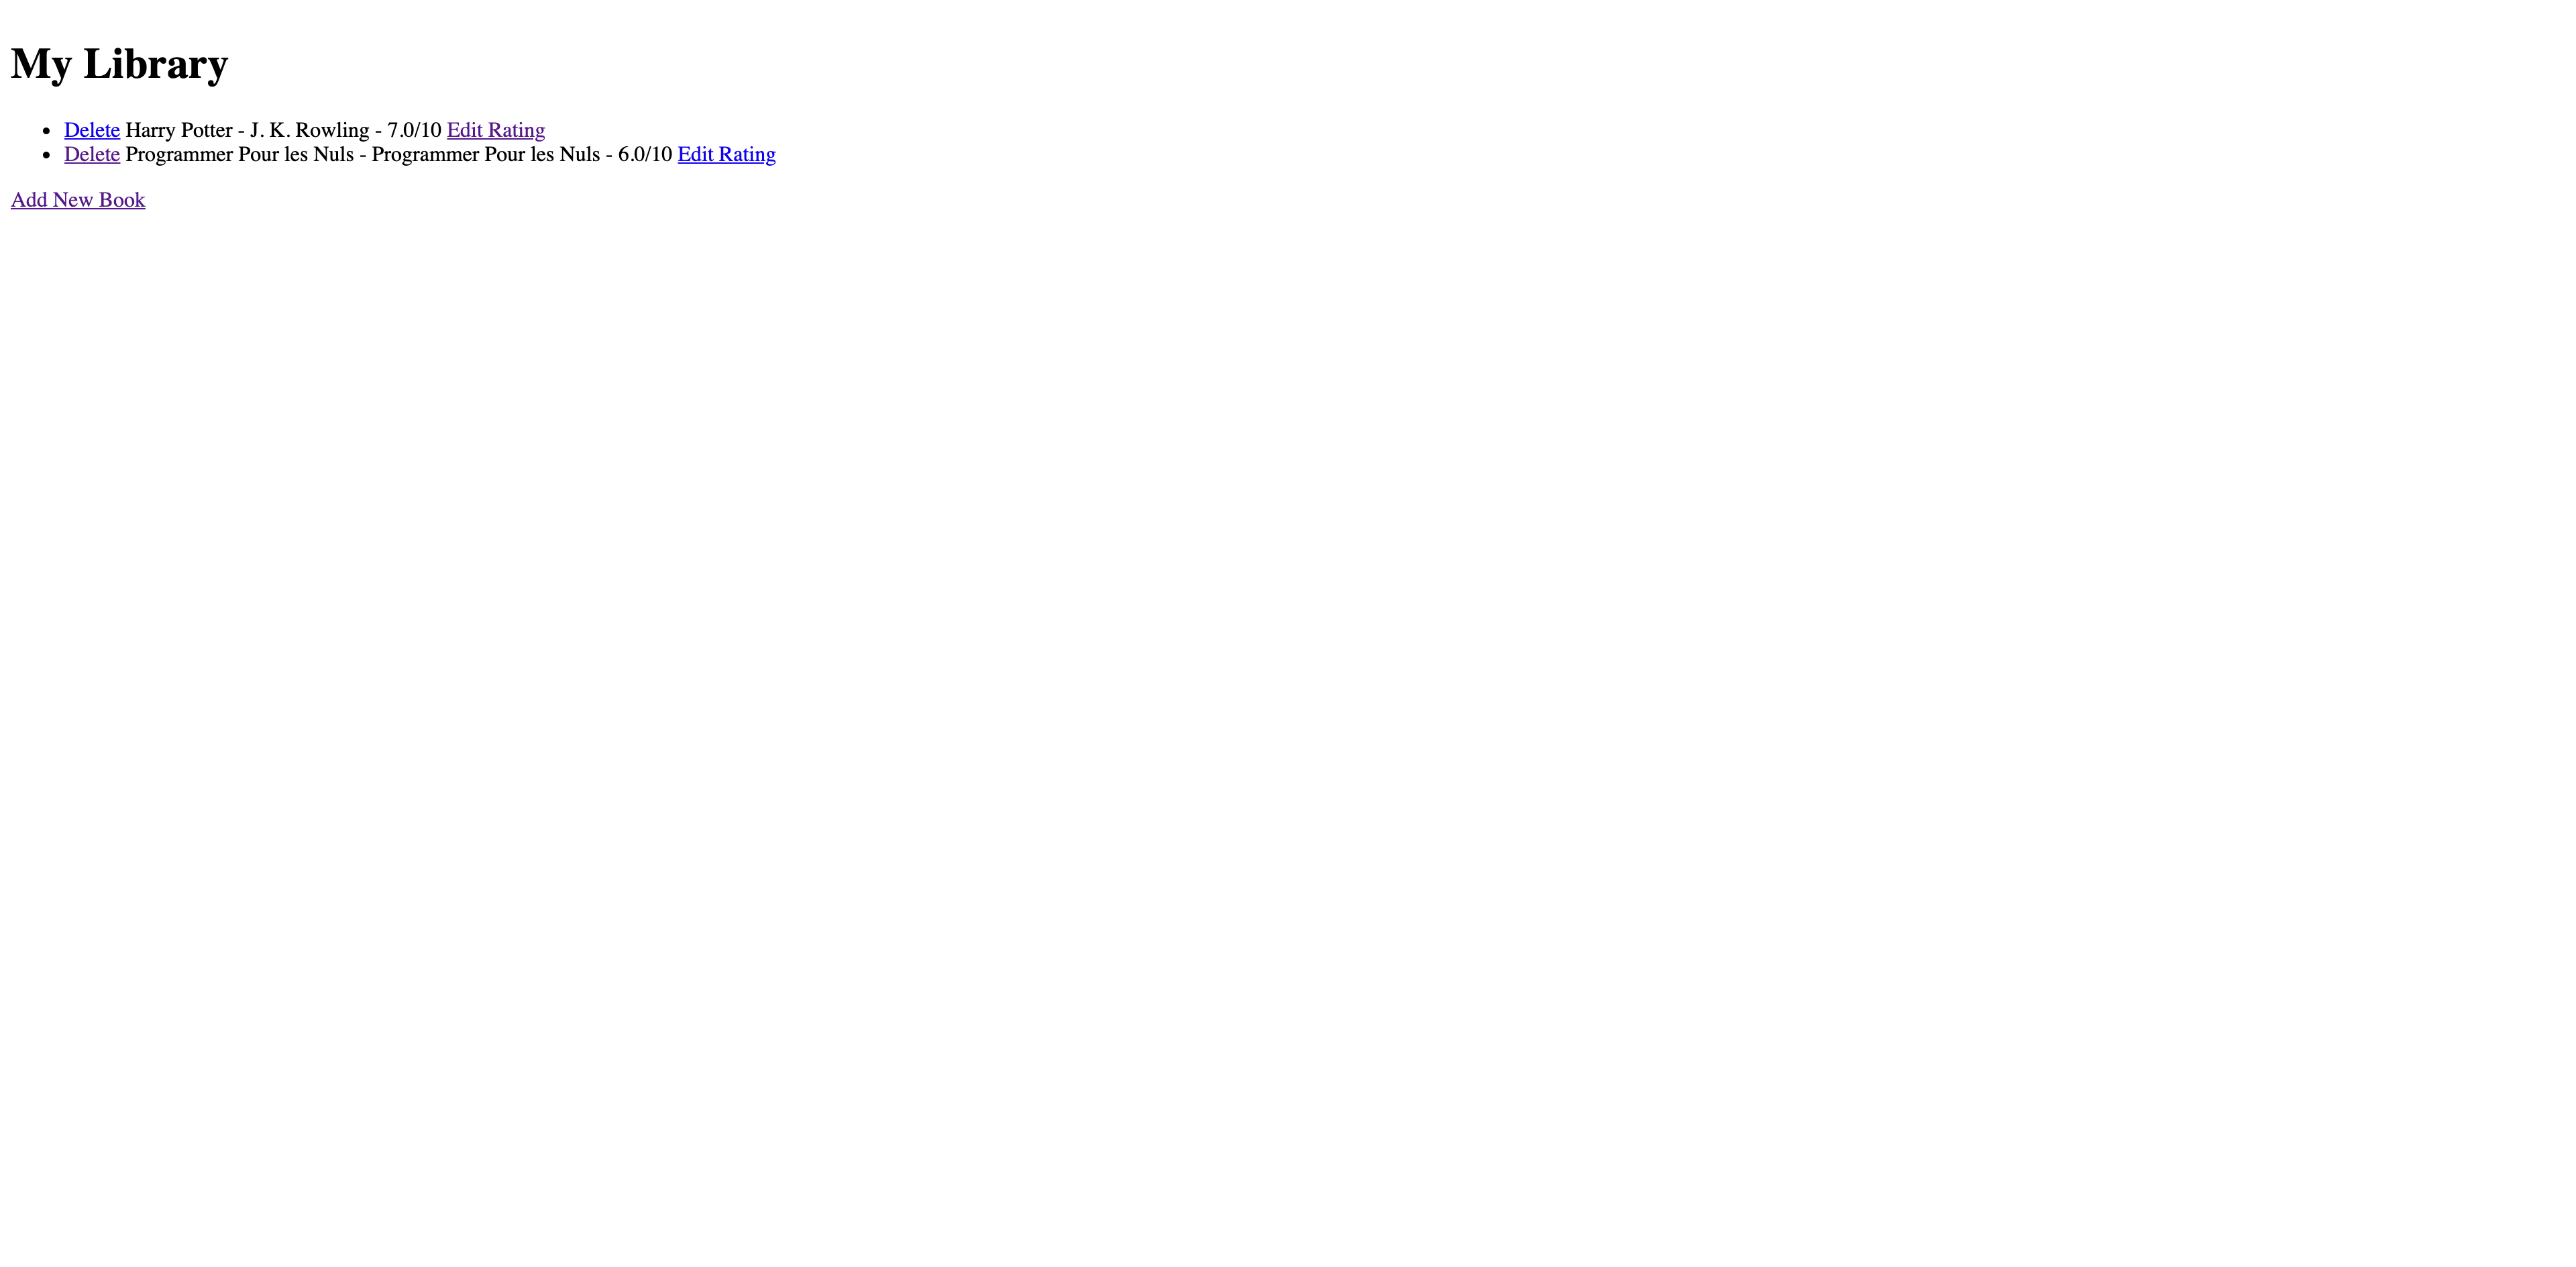 My Library
Delete Harry Potter - J. K. Rowling - 7.0/10 Edit Rating
Delete Programmer Pour les Nuls - Programmer Pour les Nuls - 6.0/10 Edit Rating
Add New Book